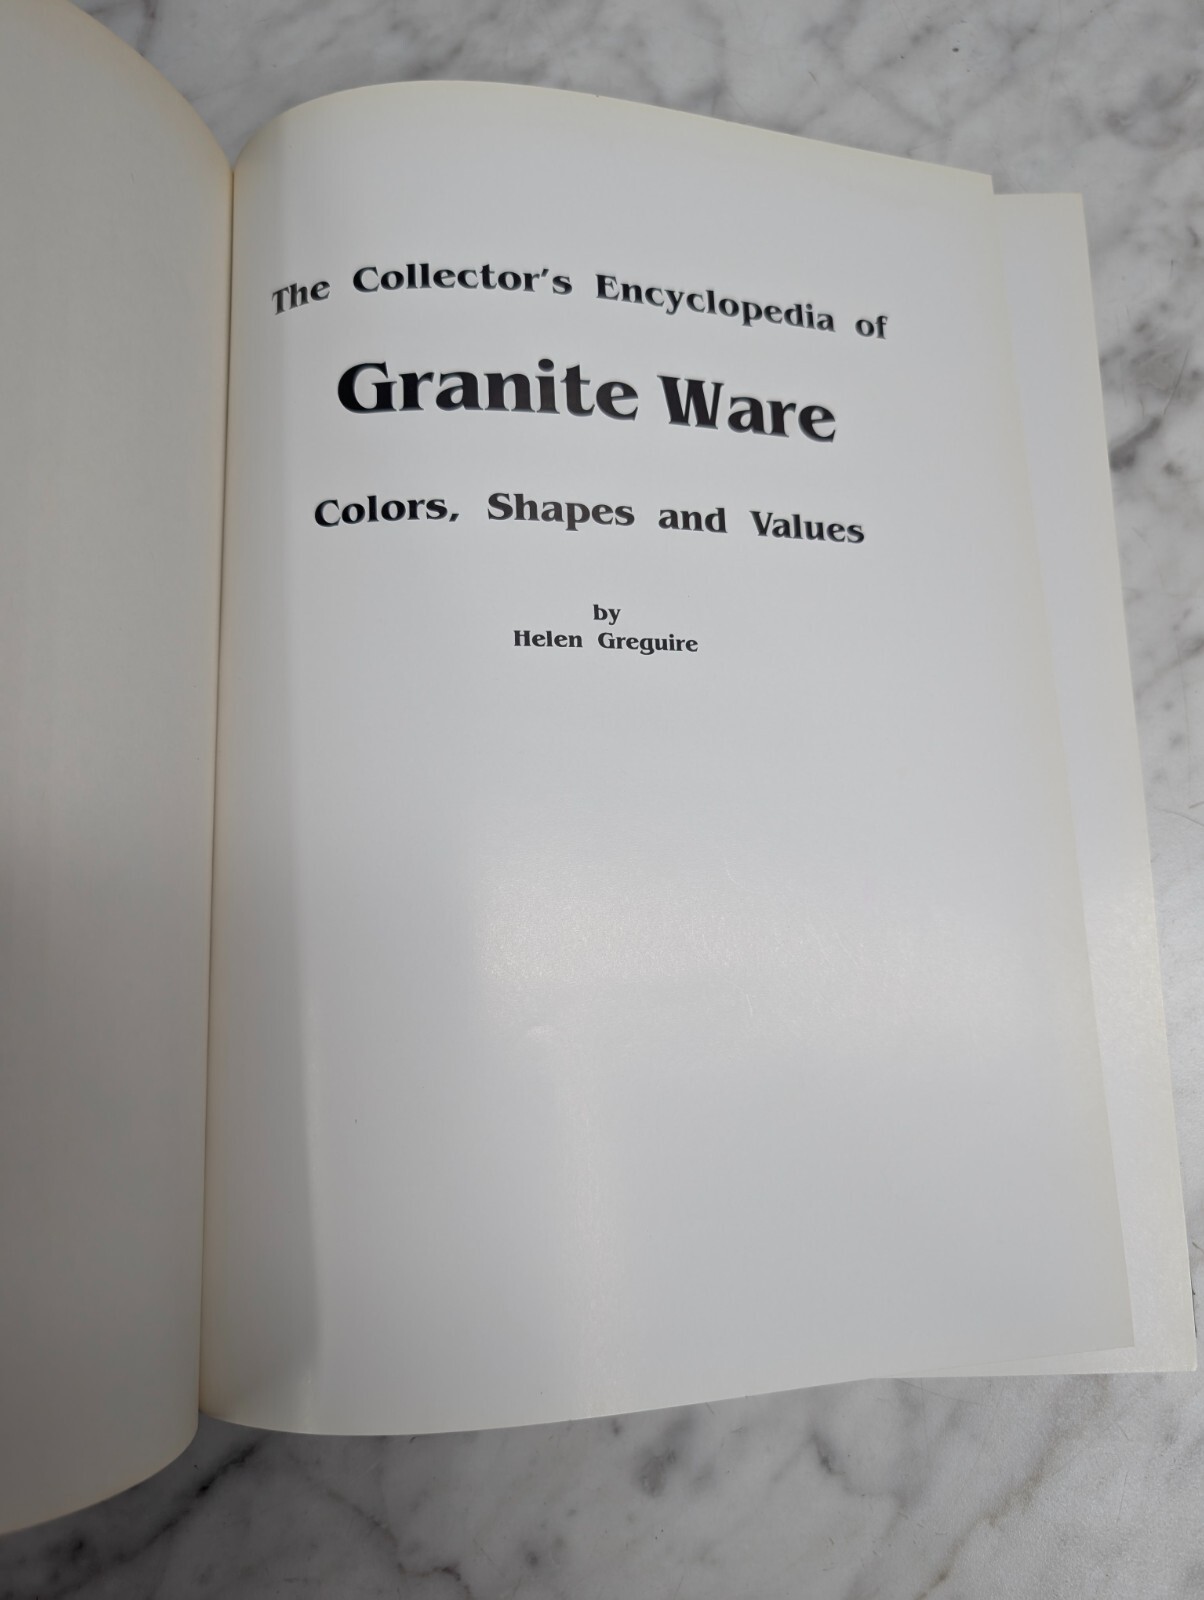 The Collector's Encyclopedia of
Granite Ware
Colors, Shapes and Values
by
Helen Greguire